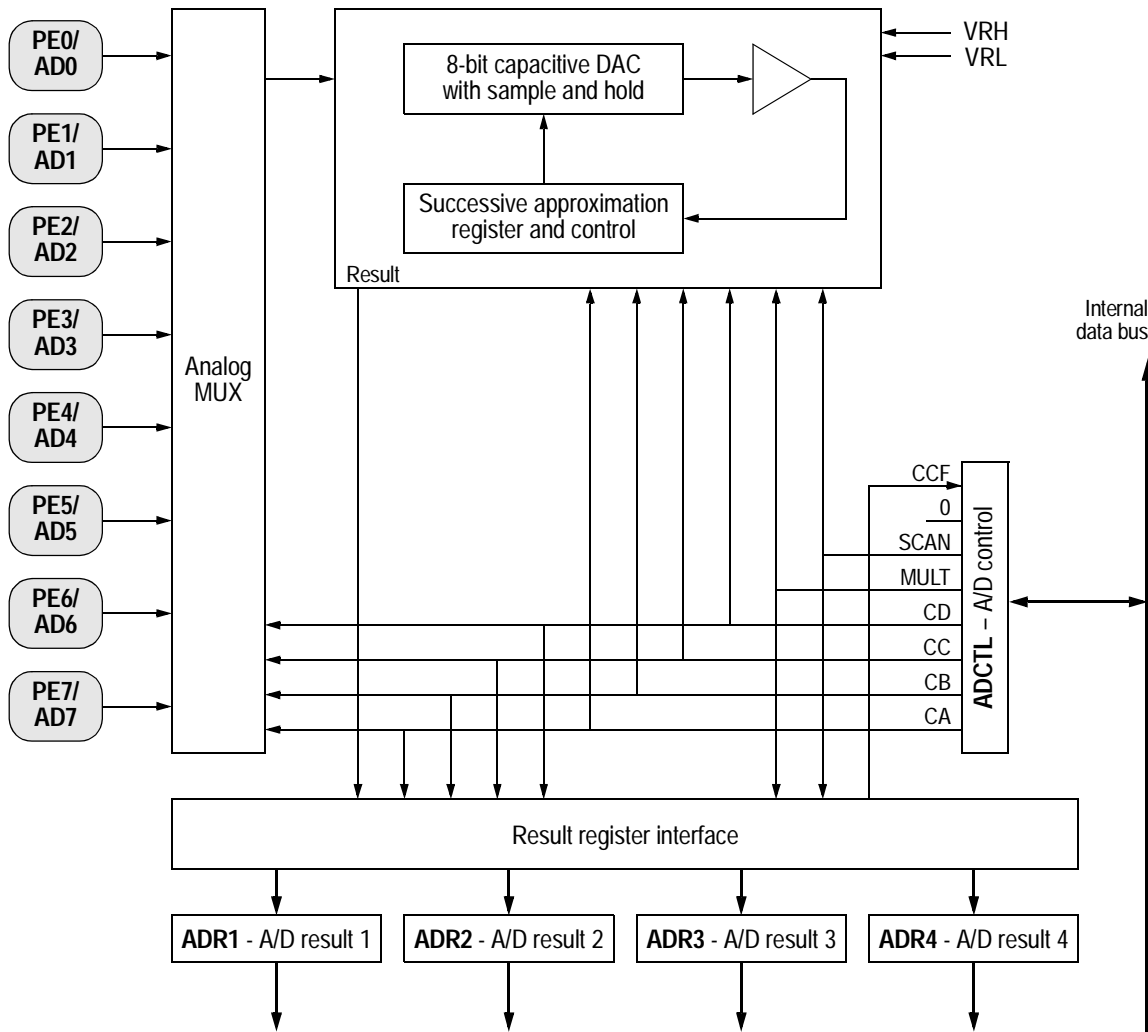 PE0/
AD0
PE1/
AD1
PE2/
AD2
PE3/
AD3
PE4/
AD4
PE5/
AD5
PE6/
AD6
PE7/
AD7
Analog
MUX
8-bit capacitive DAC
with sample and hold
Successive approximation
register and control
Result
VRH
VRL
Internal
data bus
CCF
0
SCAN
MULT
CD
CC
CB
CA
ADCTL – A/D control
Result register interface
ADR1 - A/D result 1
ADR2 - A/D result 2
ADR3 - A/D result 3
ADR4 - A/D result 4